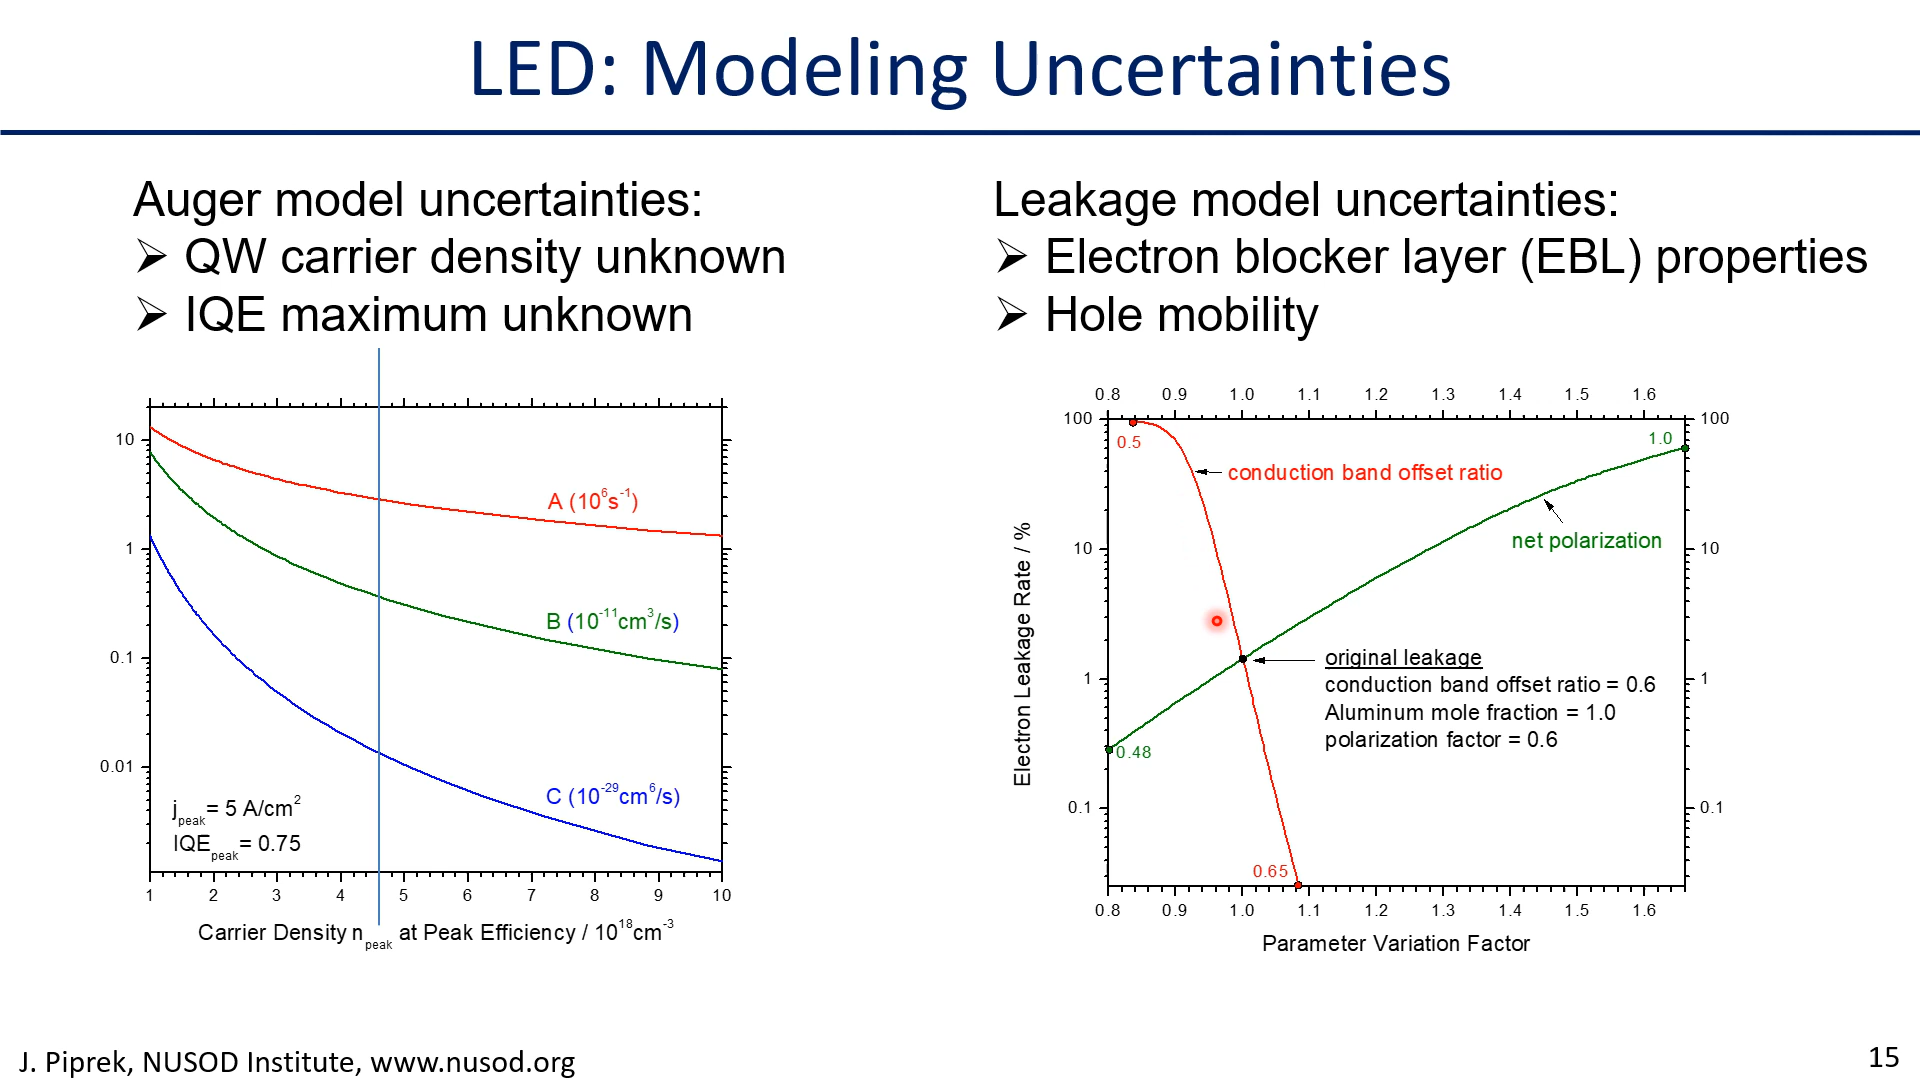 LED: Modeling Uncertainties
Auger model uncertainties:
➢ QW carrier density unknown
➢ IQE maximum unknown
10
1
0.1
0.01
A (10⁶s⁻¹)
B (10⁻¹¹cm³/s)
C (10⁻²⁹cm⁶/s)
jpeak= 5 A/cm²
IQEpeak= 0.75
1 2 3 4 5 6 7 8 9 10
Carrier Density npeak at Peak Efficiency / 10¹⁸cm⁻³
Leakage model uncertainties:
➢ Electron blocker layer (EBL) properties
➢ Hole mobility
0.8 0.9 1.0 1.1 1.2 1.3 1.4 1.5 1.6
100 100
0.5
1.0
conduction band offset ratio
net polarization
10 10
Electron Leakage Rate / %
original leakage
conduction band offset ratio = 0.6
Aluminum mole fraction = 1.0
polarization factor = 0.6
1 1
0.48
0.1 0.1
0.65
0.8 0.9 1.0 1.1 1.2 1.3 1.4 1.5 1.6
Parameter Variation Factor
J. Piprek, NUSOD Institute, www.nusod.org
15